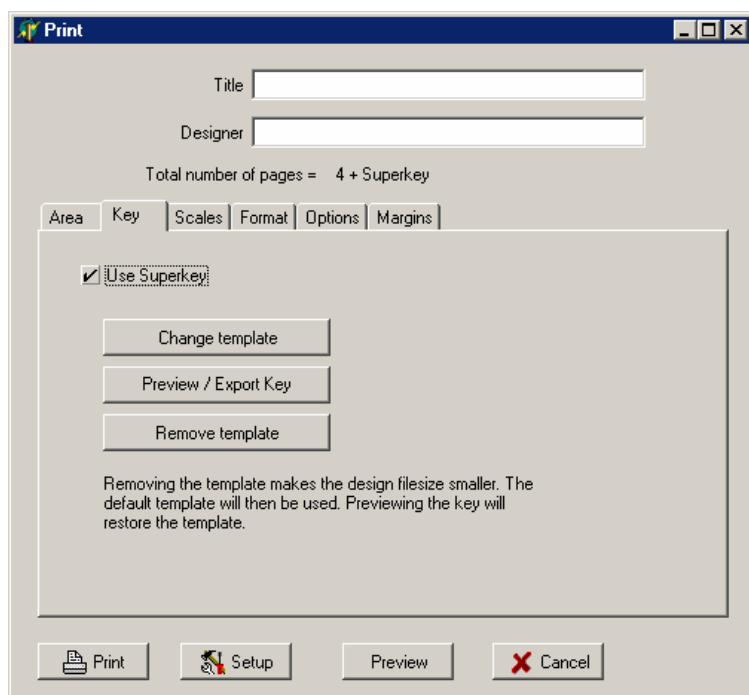 Print
Title
Designer
Total number of pages = 4 + Superkey
Area Key Scales Format Options Margins
Use Superkey
Change template
Preview / Export Key
Remove template
Removing the template makes the design filesize smaller. The
default template will then be used. Previewing the key will
restore the template.
Print Setup Preview Cancel